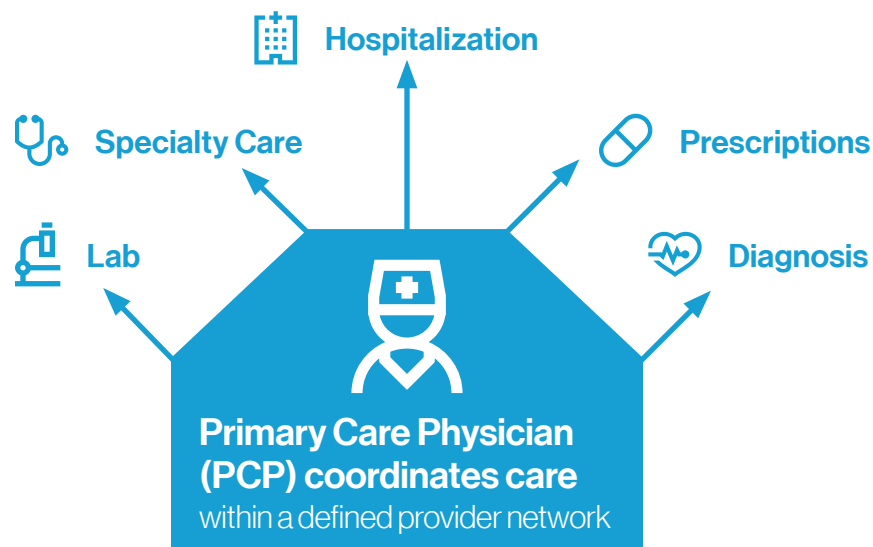 Hospitalization
Specialty Care
Prescriptions
Lab
Diagnosis
Primary Care Physician
(PCP) coordinates care
within a defined provider network